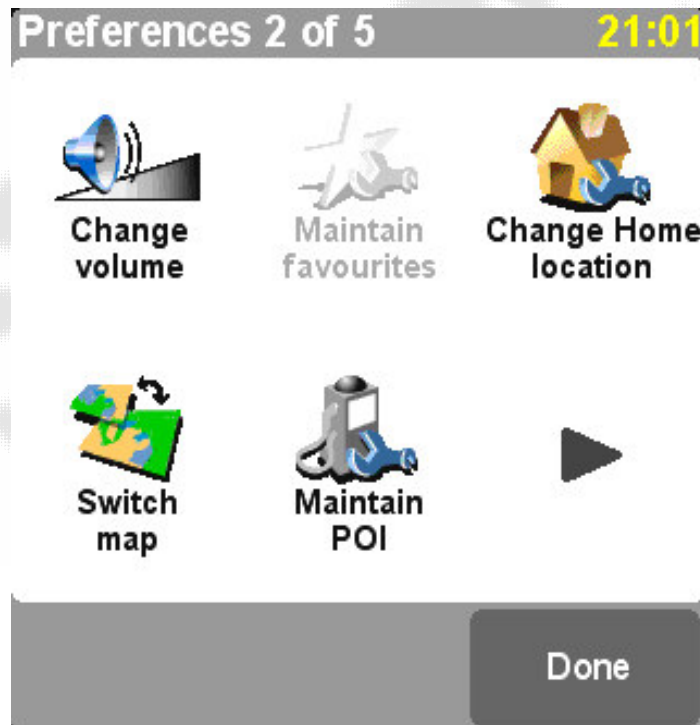 Preferences 2 of 5 21:01
Change
volume
Maintain
favourites
Change Home
location
Switch
map
Maintain
POI
Done